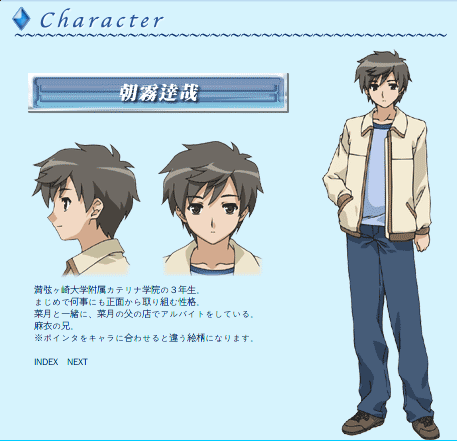 Character
朝霧達哉
満弦ヶ崎大学附属カテリナ学院の３年生。
まじめで何事にも正面から取り組む性格。
菜月と一緒に、菜月の父の店でアルバイトをしている。
麻衣の兄。
※ポインタをキャラに合わせると違う絵柄になります。
INDEX NEXT